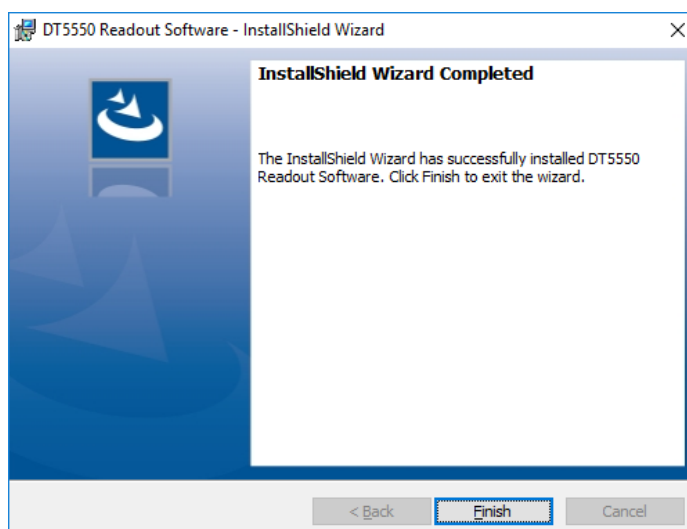 DT5550 Readout Software - InstallShield Wizard
InstallShield Wizard Completed
The InstallShield Wizard has successfully installed DT5550
Readout Software. Click Finish to exit the wizard.
< Back
Finish
Cancel